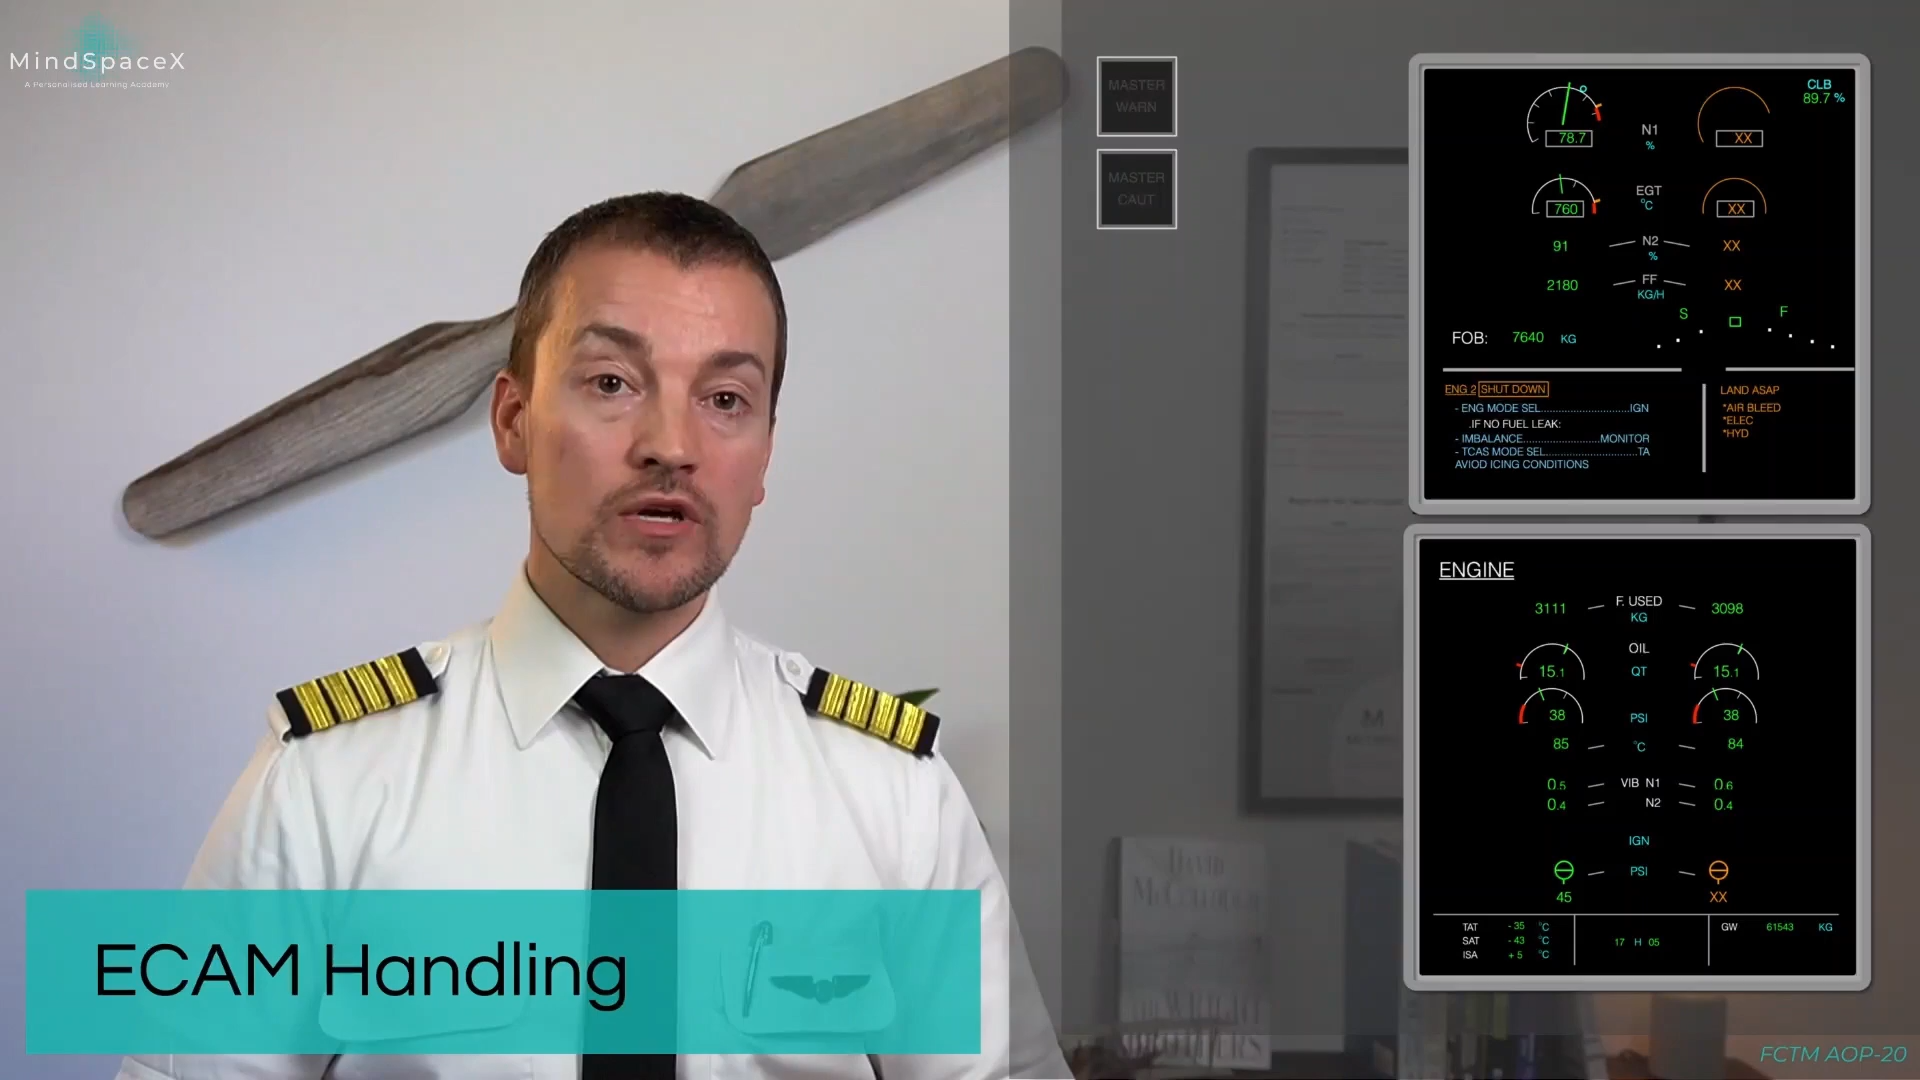 MindSpaceX
A Personalised Learning Academy
MASTER
WARN
MASTER
CAUT
CLB
89.7 %
78.7
N1
%
XX
760
EGT
°C
XX
91
N2
%
XX
2180
FF
KG/H
XX
S
F
FOB: 7640 KG
ENG 2 SHUT DOWN
- ENG MODE SEL..............................IGN
.IF NO FUEL LEAK:
- IMBALANCE.........................MONITOR
- TCAS MODE SEL..............................TA
AVIOD ICING CONDITIONS
LAND ASAP
*AIR BLEED
*ELEC
*HYD
ENGINE
3111 F. USED 3098
KG
OIL
15.1 QT 15.1
38 PSI 38
85 °C 84
0.5 VIB N1 0.6
0.4 N2 0.4
IGN
PSI
45 XX
TAT - 35 °C
SAT - 43 °C
ISA + 5 °C
17 H 05
GW 61543 KG
DAVID
ECAM Handling
FCTM AOP-20